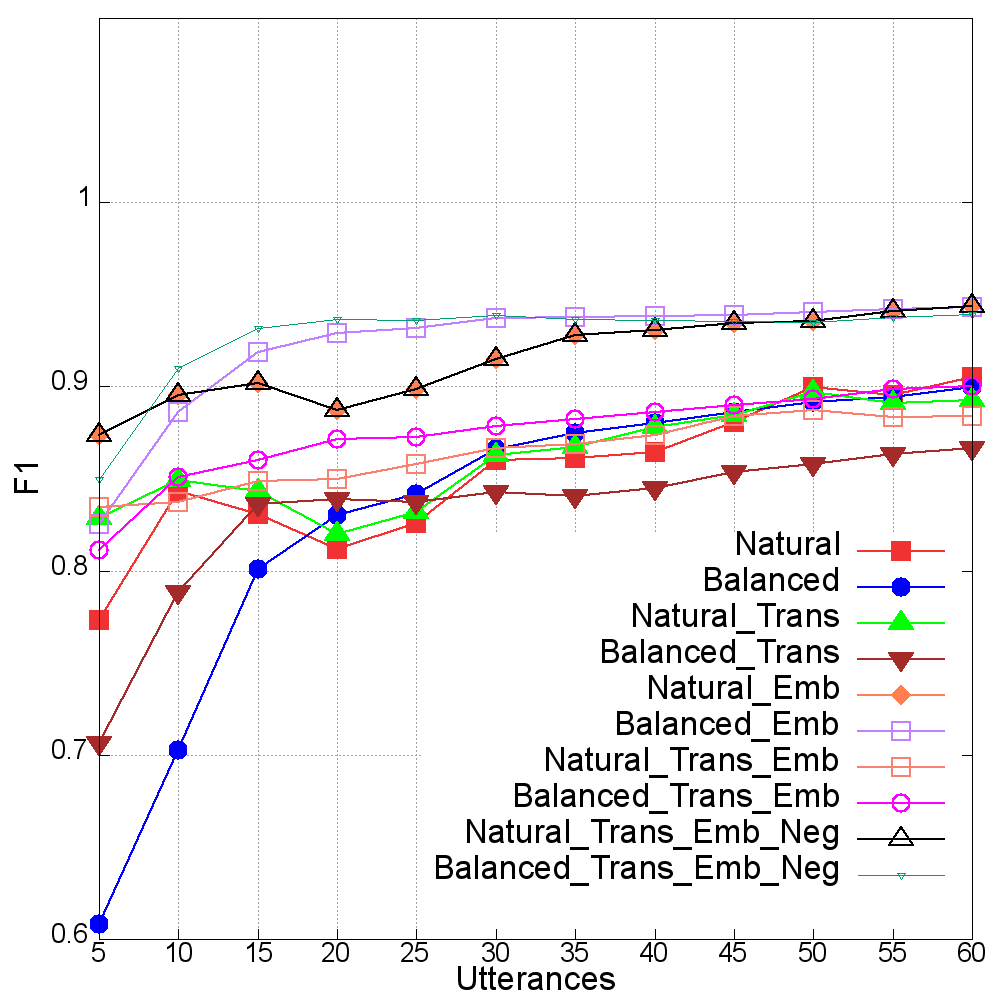 1
0.9
0.8
0.7
0.6
F1
Natural
Balanced
Natural_Trans
Balanced_Trans
Natural_Emb
Balanced_Emb
Natural_Trans_Emb
Balanced_Trans_Emb
Natural_Trans_Emb_Neg
Balanced_Trans_Emb_Neg
5 10 15 20 25 30 35 40 45 50 55 60
Utterances